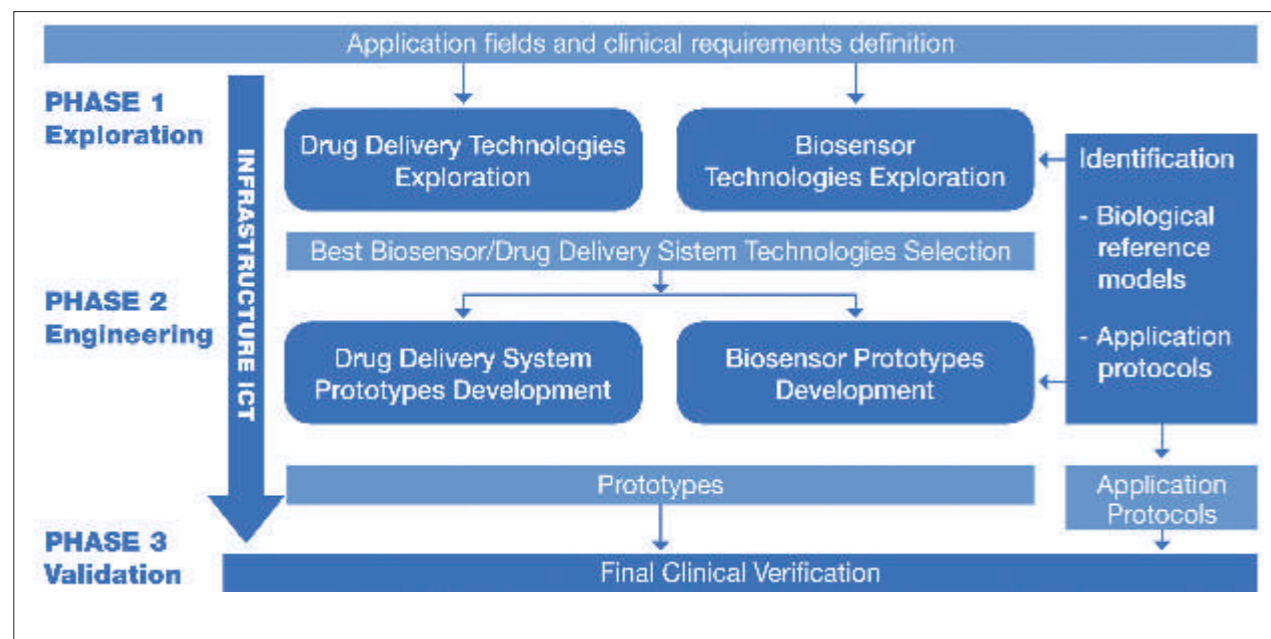 Application fields and clinical requirements definition
PHASE 1
Exploration
INFRASTRUCTURE ICT
Drug Delivery Technologies
Exploration
Biosensor
Technologies Exploration
Identification
- Biological
reference
models
- Application
protocols
Best Biosensor/Drug Delivery Sistem Technologies Selection
PHASE 2
Engineering
Drug Delivery System
Prototypes Development
Biosensor Prototypes
Development
Prototypes
Application
Protocols
PHASE 3
Validation
Final Clinical Verification